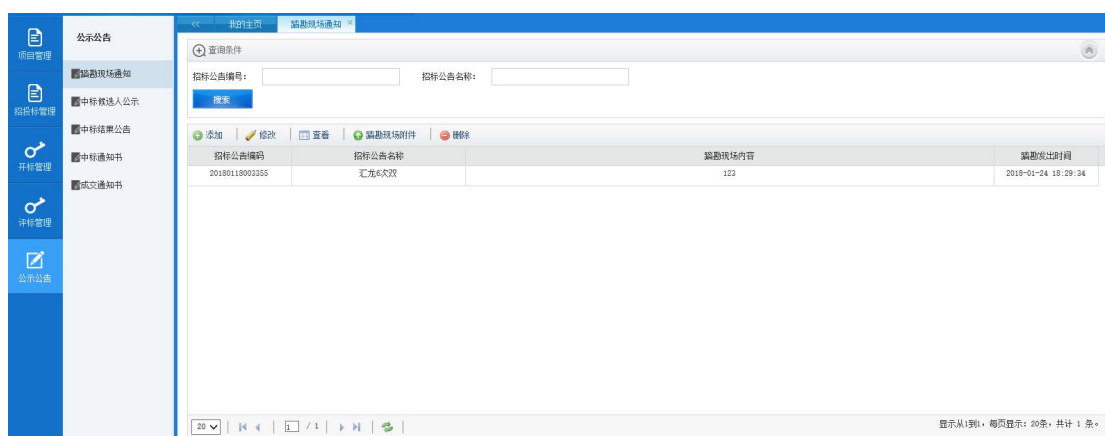 项目管理
招投标管理
开标管理
评标管理
公示公告
公示公告
踏勘现场通知
中标候选人公示
中标结果公告
中标通知书
成交通知书
<< 我的主页 踏勘现场通知 ×
查询条件
招标公告编号： 招标公告名称：
搜索
添加 修改 查看 踏勘现场附件 删除
招标公告编码 招标公告名称 踏勘现场内容 踏勘发出时间
20180118003355 汇龙6次双 123 2018-01-24 18:29:34
20 1 / 1 显示从1到1，每页显示：20条，共计 1 条。